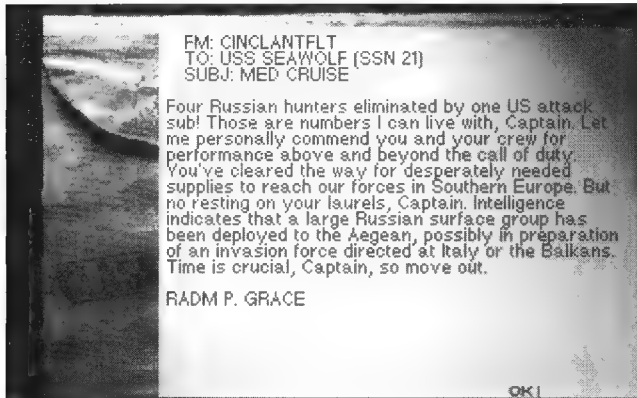 FM: CINCLANTFLT
TO: USS SEAWOLF (SSN 21)
SUBJ: MED CRUISE
Four Russian hunters eliminated by one US attack
sub! Those are numbers I can live with, Captain. Let
me personally commend you and your crew for
performance above and beyond the call of duty.
You've cleared the way for desperately needed
supplies to reach our forces in Southern Europe. But
no resting on your laurels, Captain. Intelligence
indicates that a large Russian surface group has
been deployed to the Aegean, possibly in preparation
of an invasion force directed at Italy or the Balkans.
Time is crucial, Captain, so move out.
RADM P. GRACE
OK!